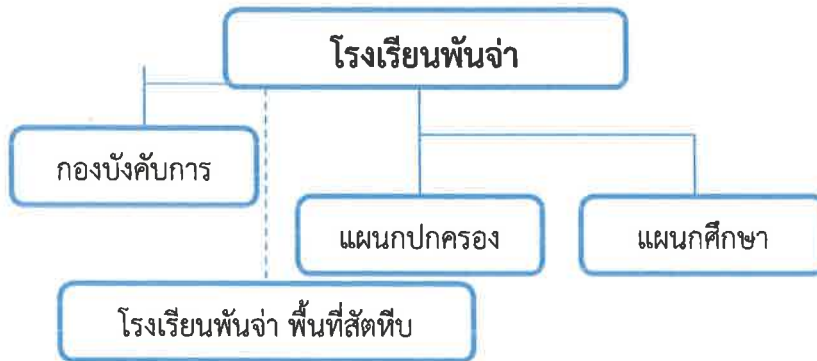 โรงเรียนพันจ่า
กองบังคับการ
แผนกปกครอง
แผนกศึกษา
โรงเรียนพันจ่า พื้นที่สัตหีบ